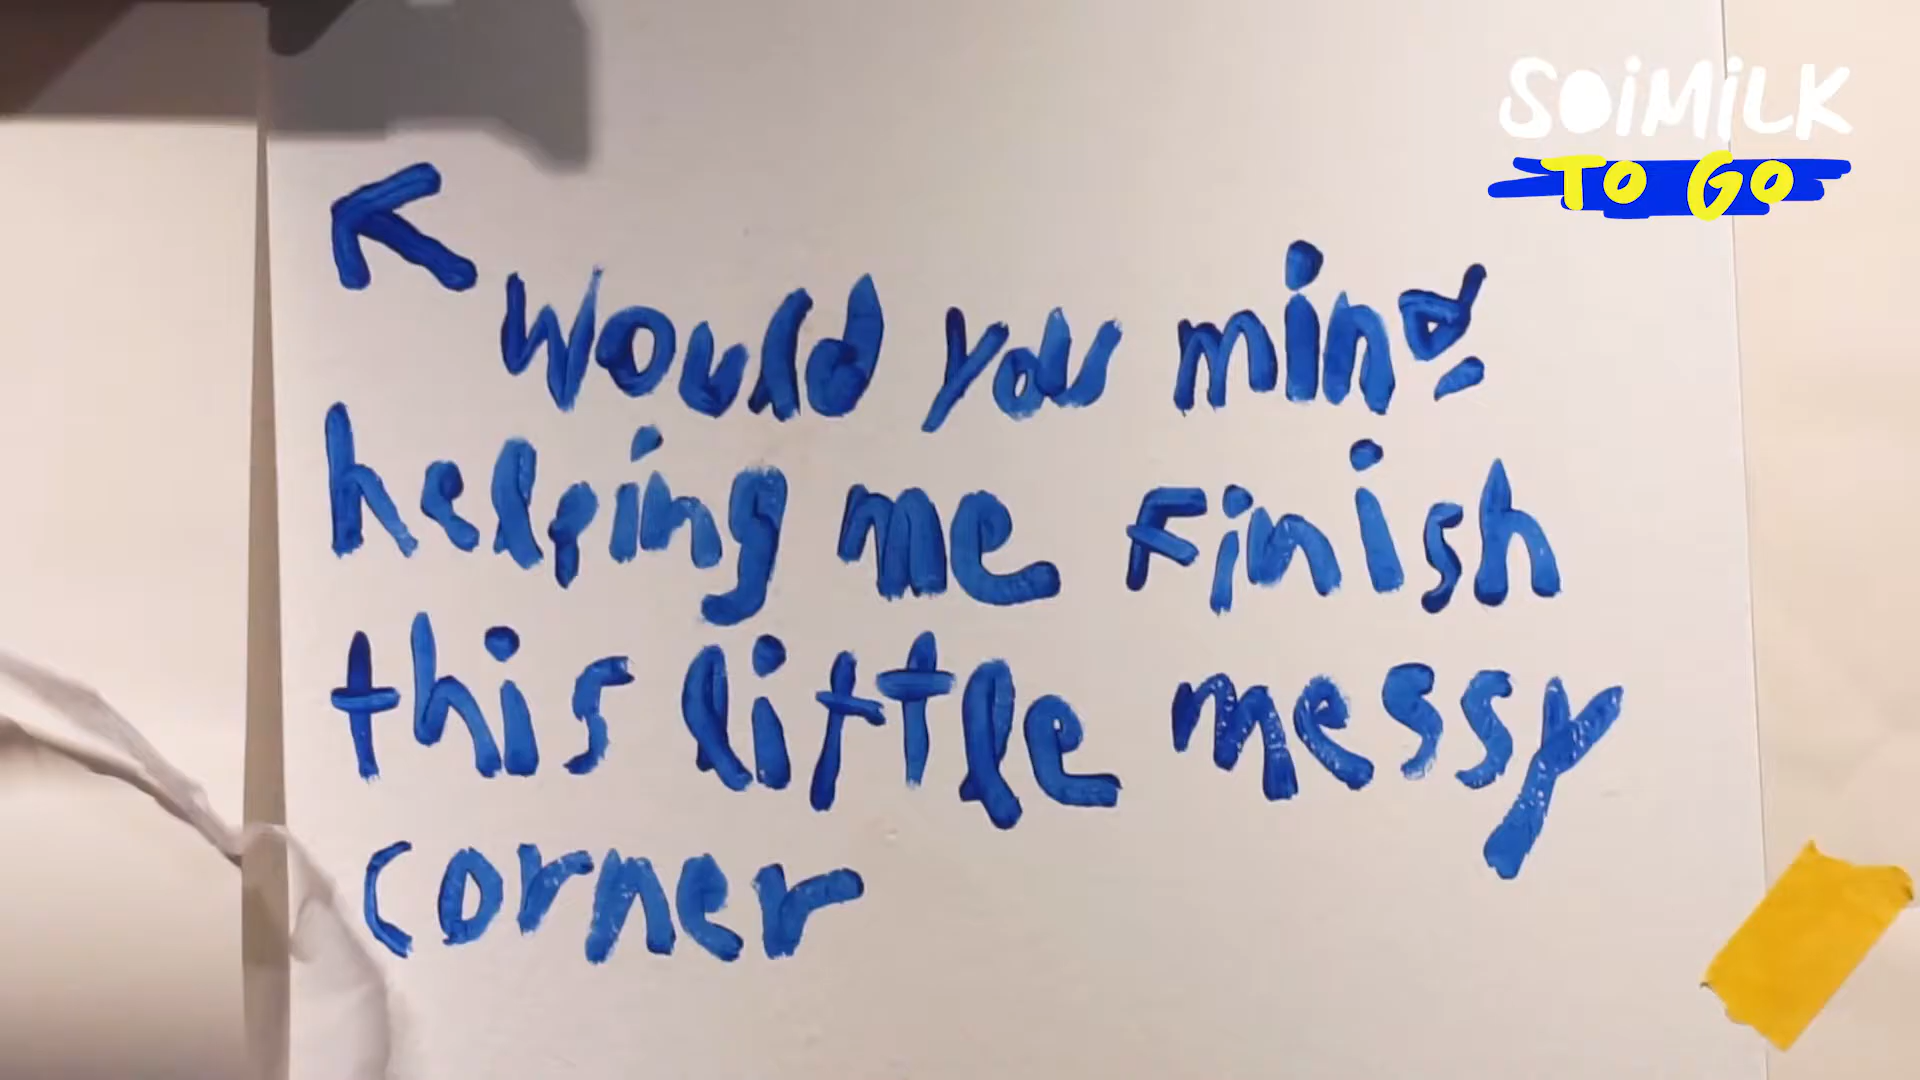 SOiMiLK
TO GO
Would you mind
helping me Finish
this little messy
corner